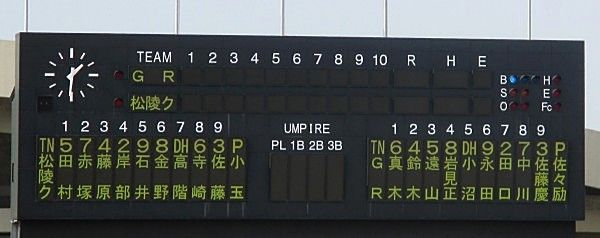 TEAM 1 2 3 4 5 6 7 8 9 10 R H E
G R
松陵ク
B H
S E
O Fc
1 2 3 4 5 6 7 8 9
TN 5 7 4 2 9 8 DH 6 3 P
松陵ク
田村
赤塚
藤原
岸部
石井
金野
高階
寺崎
佐藤
小玉
UMPIRE
PL 1B 2B 3B
1 2 3 4 5 6 7 8 9
TN 6 4 5 8 DH 9 2 7 3 P
G R
真木
鈴木
遠山
岩見正
小沼
永田
田口
中川
佐藤慶
佐々励